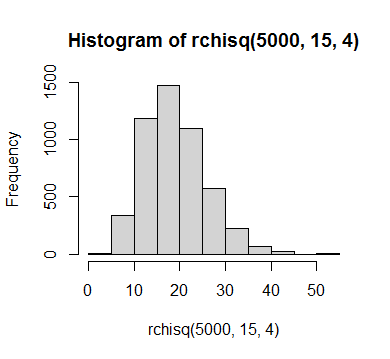 Histogram of rchisq(5000, 15, 4)
Frequency
1500
1000
500
0
0 10 20 30 40 50
rchisq(5000, 15, 4)